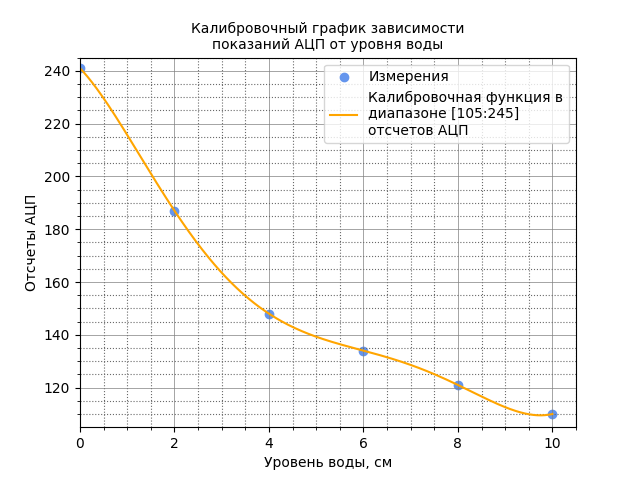 Калибровочный график зависимости
показаний АЦП от уровня воды
Измерения
Калибровочная функция в
диапазоне [105:245]
отсчетов АЦП
Отсчеты АЦП
240
220
200
180
160
140
120
0 2 4 6 8 10
Уровень воды, см